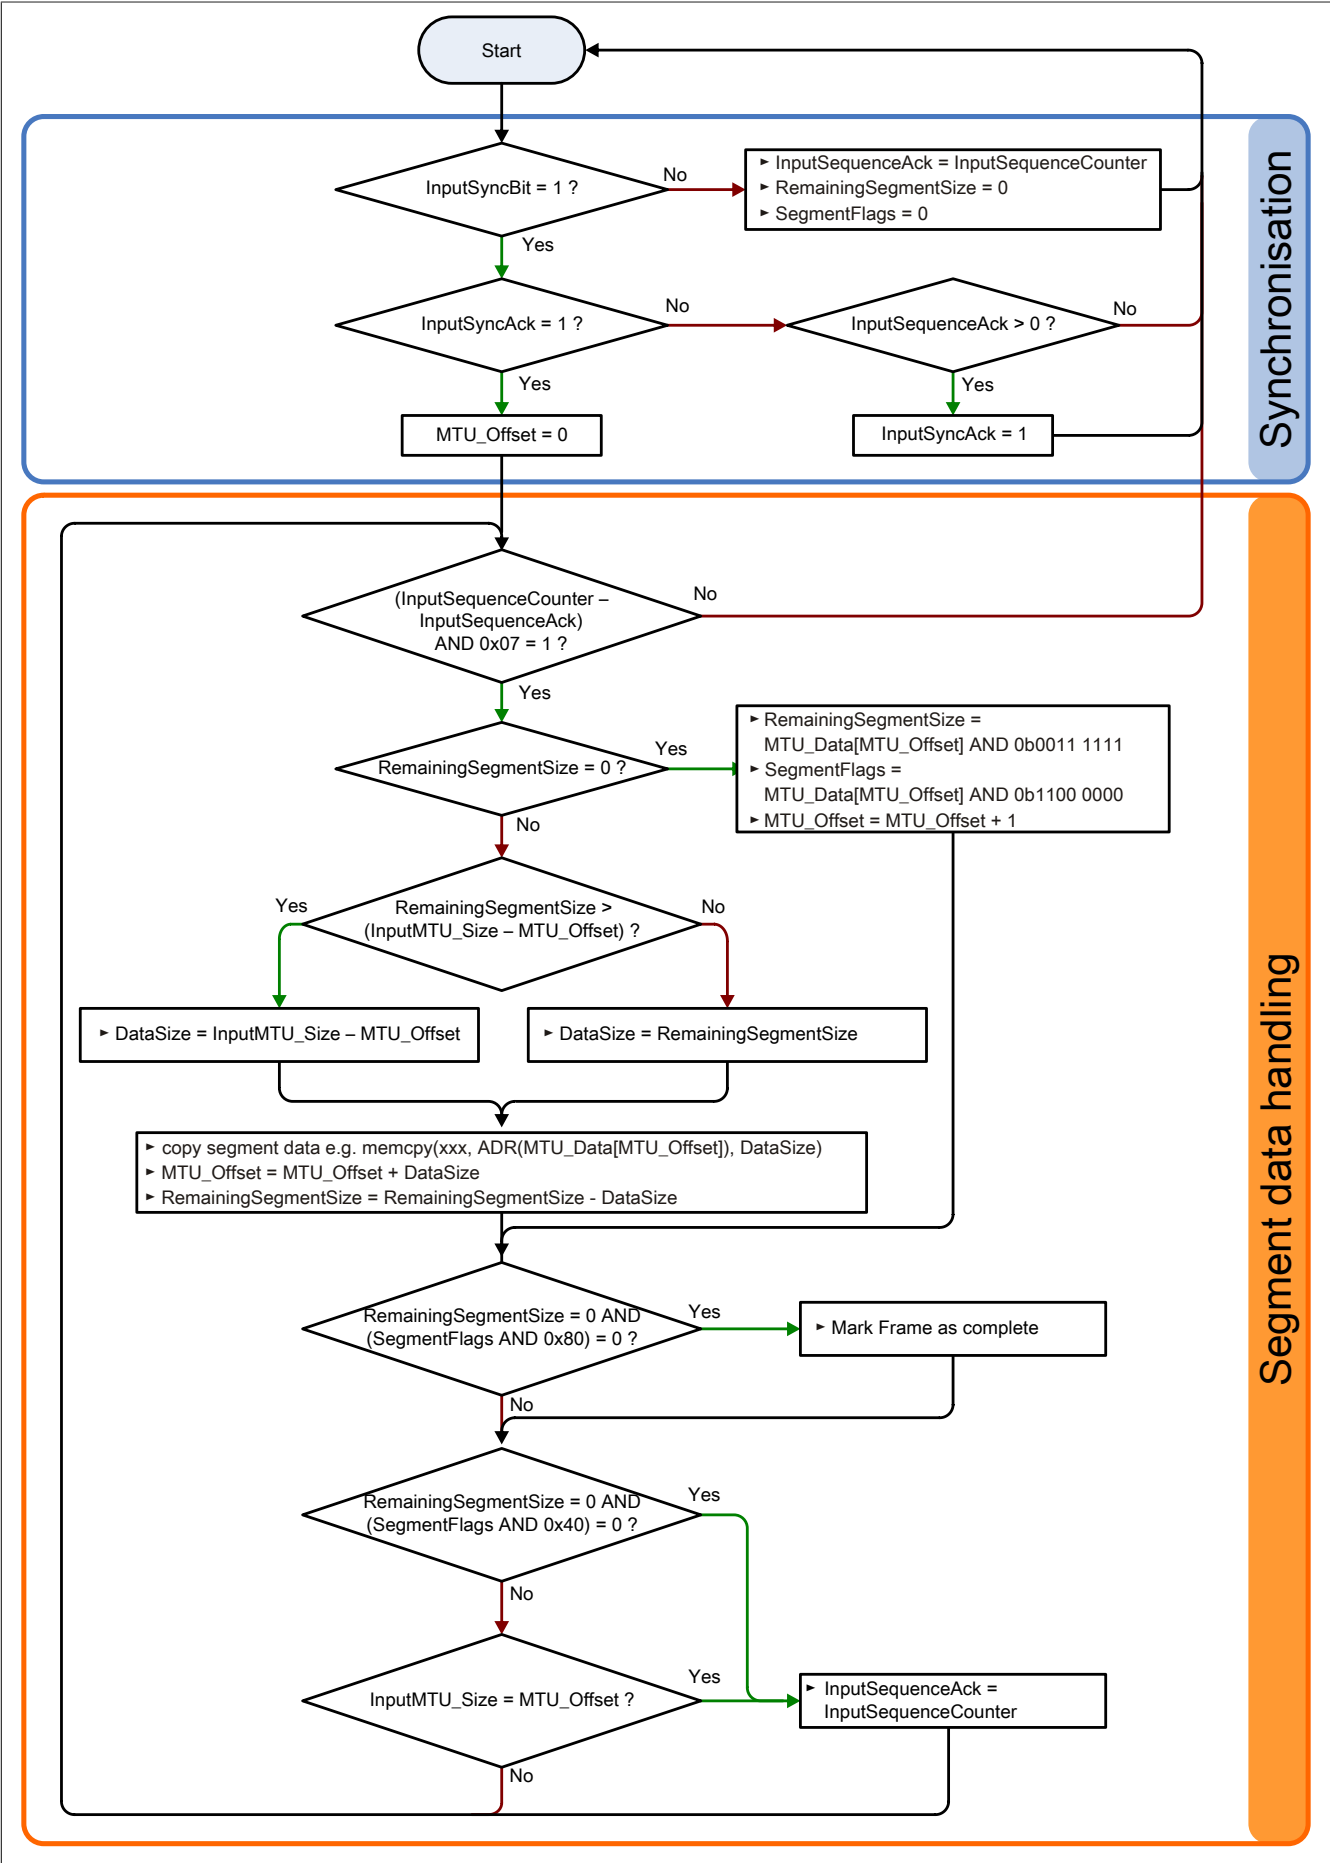 Start
InputSyncBit = 1 ?
No
► InputSequenceAck = InputSequenceCounter
► RemainingSegmentSize = 0
► SegmentFlags = 0
Yes
InputSyncAck = 1 ?
No
InputSequenceAck > 0 ?
No
Yes
Yes
MTU_Offset = 0
InputSyncAck = 1
Synchronisation
(InputSequenceCounter –
InputSequenceAck)
AND 0x07 = 1 ?
No
Yes
RemainingSegmentSize = 0 ?
Yes
► RemainingSegmentSize =
MTU_Data[MTU_Offset] AND 0b0011 1111
► SegmentFlags =
MTU_Data[MTU_Offset] AND 0b1100 0000
► MTU_Offset = MTU_Offset + 1
No
RemainingSegmentSize >
(InputMTU_Size – MTU_Offset) ?
Yes
No
► DataSize = InputMTU_Size – MTU_Offset
► DataSize = RemainingSegmentSize
► copy segment data e.g. memcpy(xxx, ADR(MTU_Data[MTU_Offset]), DataSize)
► MTU_Offset = MTU_Offset + DataSize
► RemainingSegmentSize = RemainingSegmentSize - DataSize
RemainingSegmentSize = 0 AND
(SegmentFlags AND 0x80) = 0 ?
Yes
► Mark Frame as complete
No
RemainingSegmentSize = 0 AND
(SegmentFlags AND 0x40) = 0 ?
Yes
No
InputMTU_Size = MTU_Offset ?
Yes
► InputSequenceAck =
InputSequenceCounter
No
Segment data handling